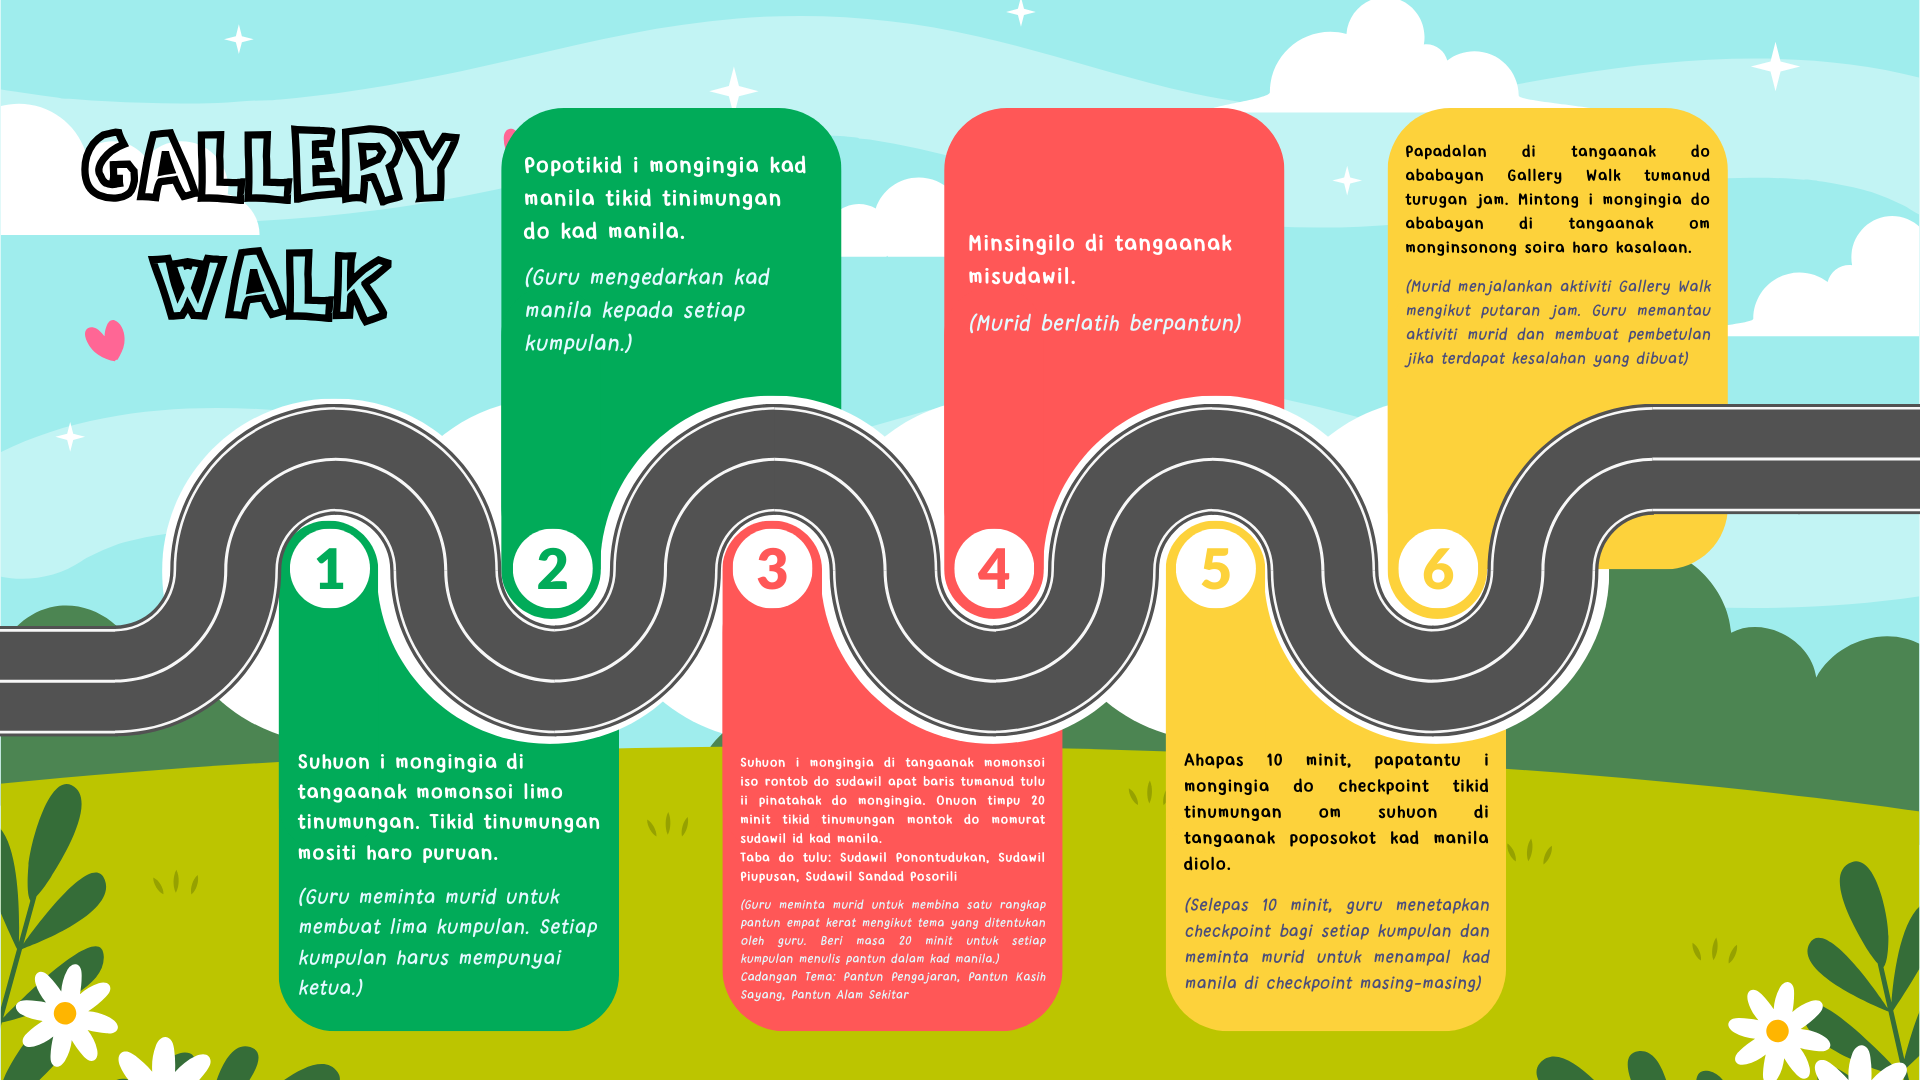 GALLERY
WALK
1
Suhuon i mongingia di
tangaanak momonsoi limo
tinumungan. Tikid tinumungan
mositi haro puruan.
(Guru meminta murid untuk
membuat lima kumpulan. Setiap
kumpulan harus mempunyai
ketua.)
2
Popotikid i mongingia kad
manila tikid tinimungan
do kad manila.
(Guru mengedarkan kad
manila kepada setiap
kumpulan.)
3
Suhuon i mongingia di tangaanak momonsoi
iso rontob do sudawil apat baris tumanud tulu
ii pinatahak do mongingia. Onuon timpu 20
minit tikid tinumungan montok do momurat
sudawil id kad manila.
Taba do tulu: Sudawil Ponontudukan, Sudawil
Piupusan, Sudawil Sandad Posorili
(Guru meminta murid untuk membina satu rangkap
pantun empat kerat mengikut tema yang ditentukan
oleh guru. Beri masa 20 minit untuk setiap
kumpulan menulis pantun dalam kad manila.)
Cadangan Tema: Pantun Pengajaran, Pantun Kasih
Sayang, Pantun Alam Sekitar
4
Minsingilo di tangaanak
misudawil.
(Murid berlatih berpantun)
5
Ahapas 10 minit, papatantu i
mongingia do checkpoint tikid
tinumungan om suhuon di
tangaanak poposokot kad manila
diolo.
(Selepas 10 minit, guru menetapkan
checkpoint bagi setiap kumpulan dan
meminta murid untuk menampal kad
manila di checkpoint masing-masing)
6
Papadalan di tangaanak do
ababayan Gallery Walk tumanud
turugan jam. Mintong i mongingia do
ababayan di tangaanak om
monginsonong soira haro kasalaan.
(Murid menjalankan aktiviti Gallery Walk
mengikut putaran jam. Guru memantau
aktiviti murid dan membuat pembetulan
jika terdapat kesalahan yang dibuat)